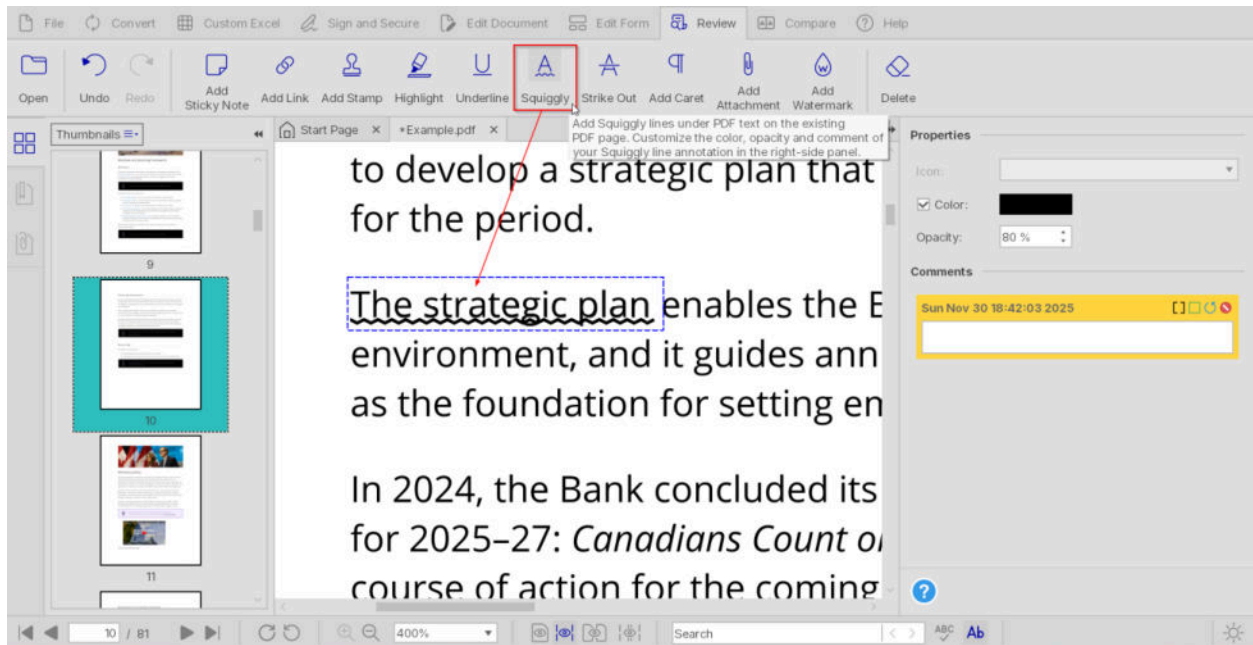 File Convert Custom Excel Sign and Secure Edit Document Edit Form Review Compare Help
Open Undo Redo Add Sticky Note Add Link Add Stamp Highlight Underline Squiggly Strike Out Add Caret Add Attachment Add Watermark Delete
Thumbnails
Start Page × *Example.pdf ×
Add Squiggly lines under PDF text on the existing
PDF page. Customize the color, opacity and comment of
your Squiggly line annotation in the right-side panel.
to develop a strategic plan that
for the period.
The strategic plan enables the B
environment, and it guides ann
as the foundation for setting em
In 2024, the Bank concluded its
for 2025–27: Canadians Count o
course of action for the coming
9
10
11
Properties
Icon:
Color:
Opacity: 80 %
Comments
Sun Nov 30 18:42:03 2025
10 / 81 400% Search ABC Ab